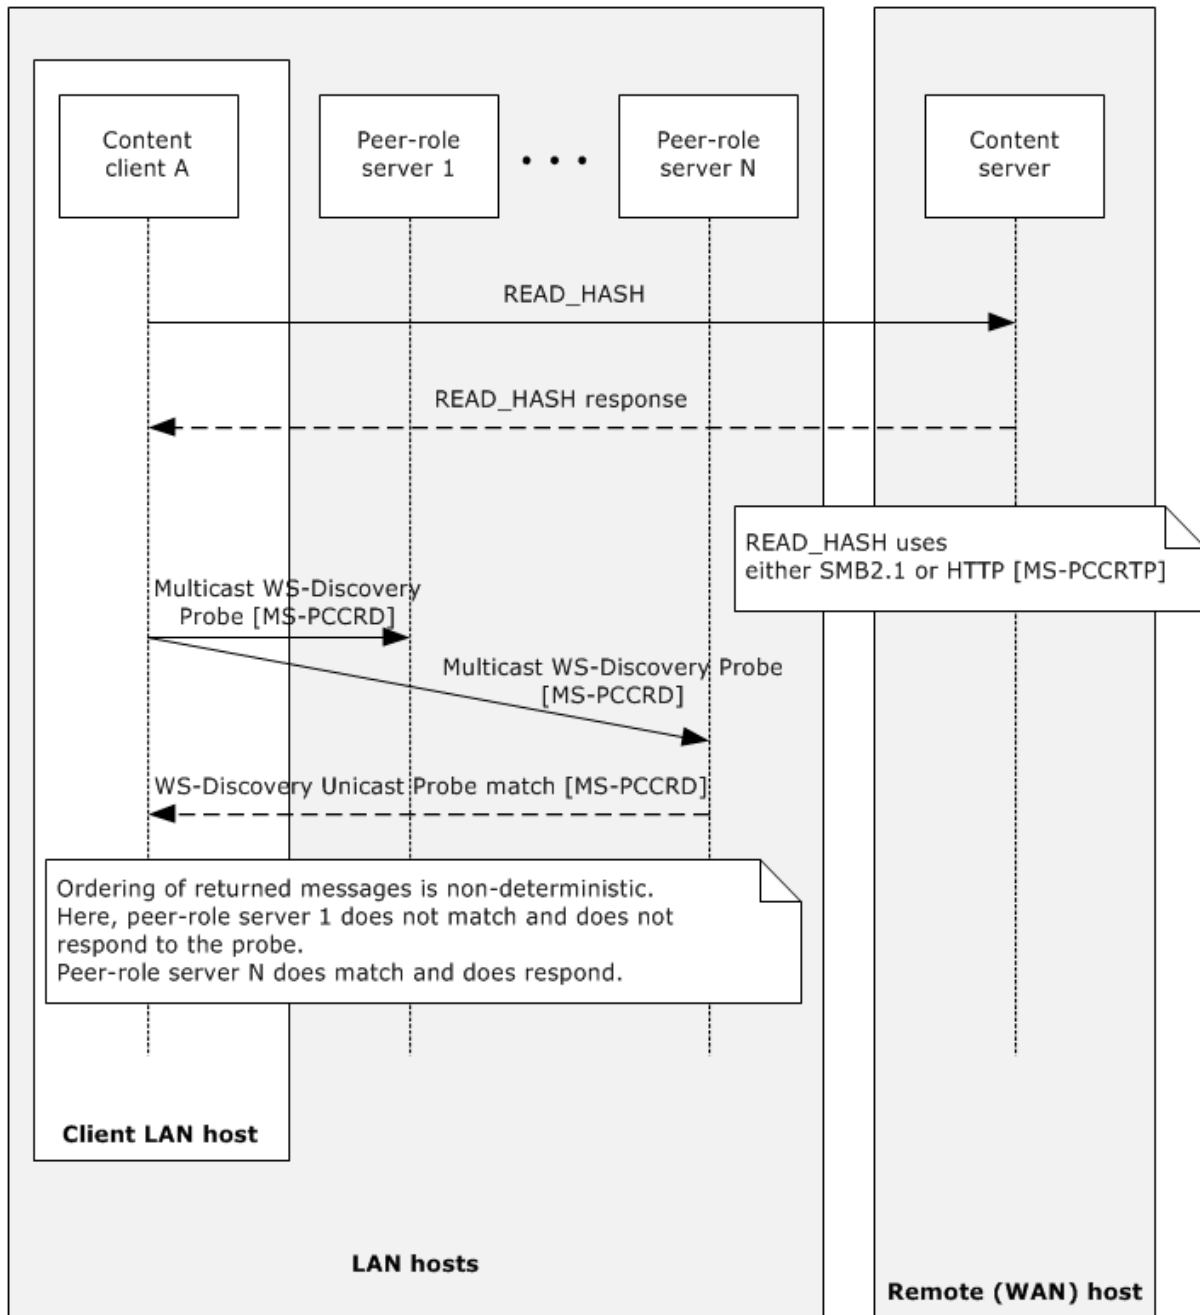 Content
client A
Peer-role
server 1
• • •
Peer-role
server N
Content
server
READ_HASH
READ_HASH response
READ_HASH uses
either SMB2.1 or HTTP [MS-PCCRTP]
Multicast WS-Discovery
Probe [MS-PCCRD]
Multicast WS-Discovery Probe
[MS-PCCRD]
WS-Discovery Unicast Probe match [MS-PCCRD]
Ordering of returned messages is non-deterministic.
Here, peer-role server 1 does not match and does not
respond to the probe.
Peer-role server N does match and does respond.
Client LAN host
LAN hosts
Remote (WAN) host